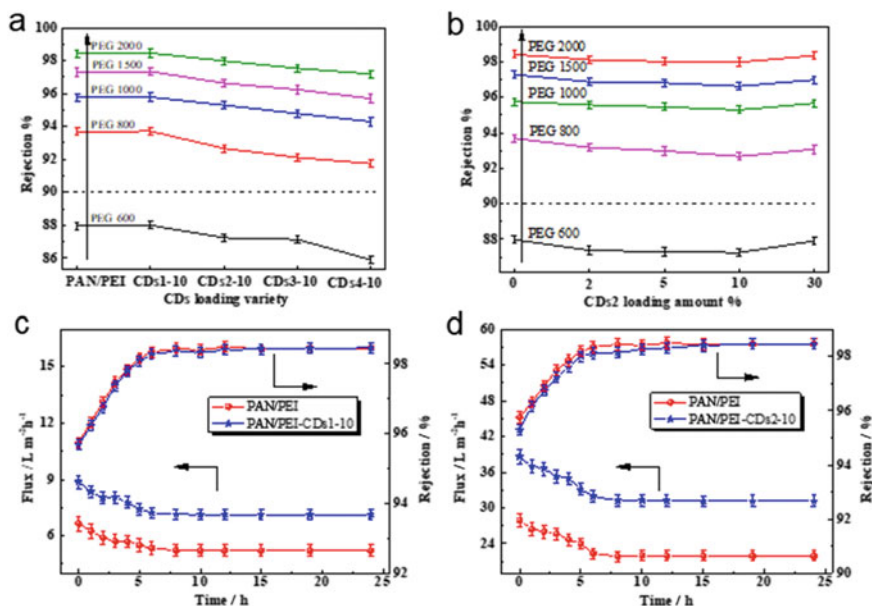 a
100
98
96
94
92
90
88
86
Rejection %
PEG 2000
PEG 1500
PEG 1000
PEG 800
PEG 600
PAN/PEI CDs1-10 CDs2-10 CDs3-10 CDs4-10
CDs loading variety
b
100
98
95
93
90
88
Rejection %
PEG 2000
PEG 1500
PEG 1000
PEG 800
PEG 600
0 2 5 10 30
CDs2 loading amount %
c
16
12
9
6
Flux / L m⁻²h⁻¹
PAN/PEI
PAN/PEI-CDs1-10
98
96
94
92
Rejection / %
0 5 10 15 20 25
Time / h
d
60
54
48
42
36
30
24
Flux / L m⁻²h⁻¹
PAN/PEI
PAN/PEI-CDs2-10
98
96
94
92
90
Rejection / %
0 5 10 15 20 25
Time / h